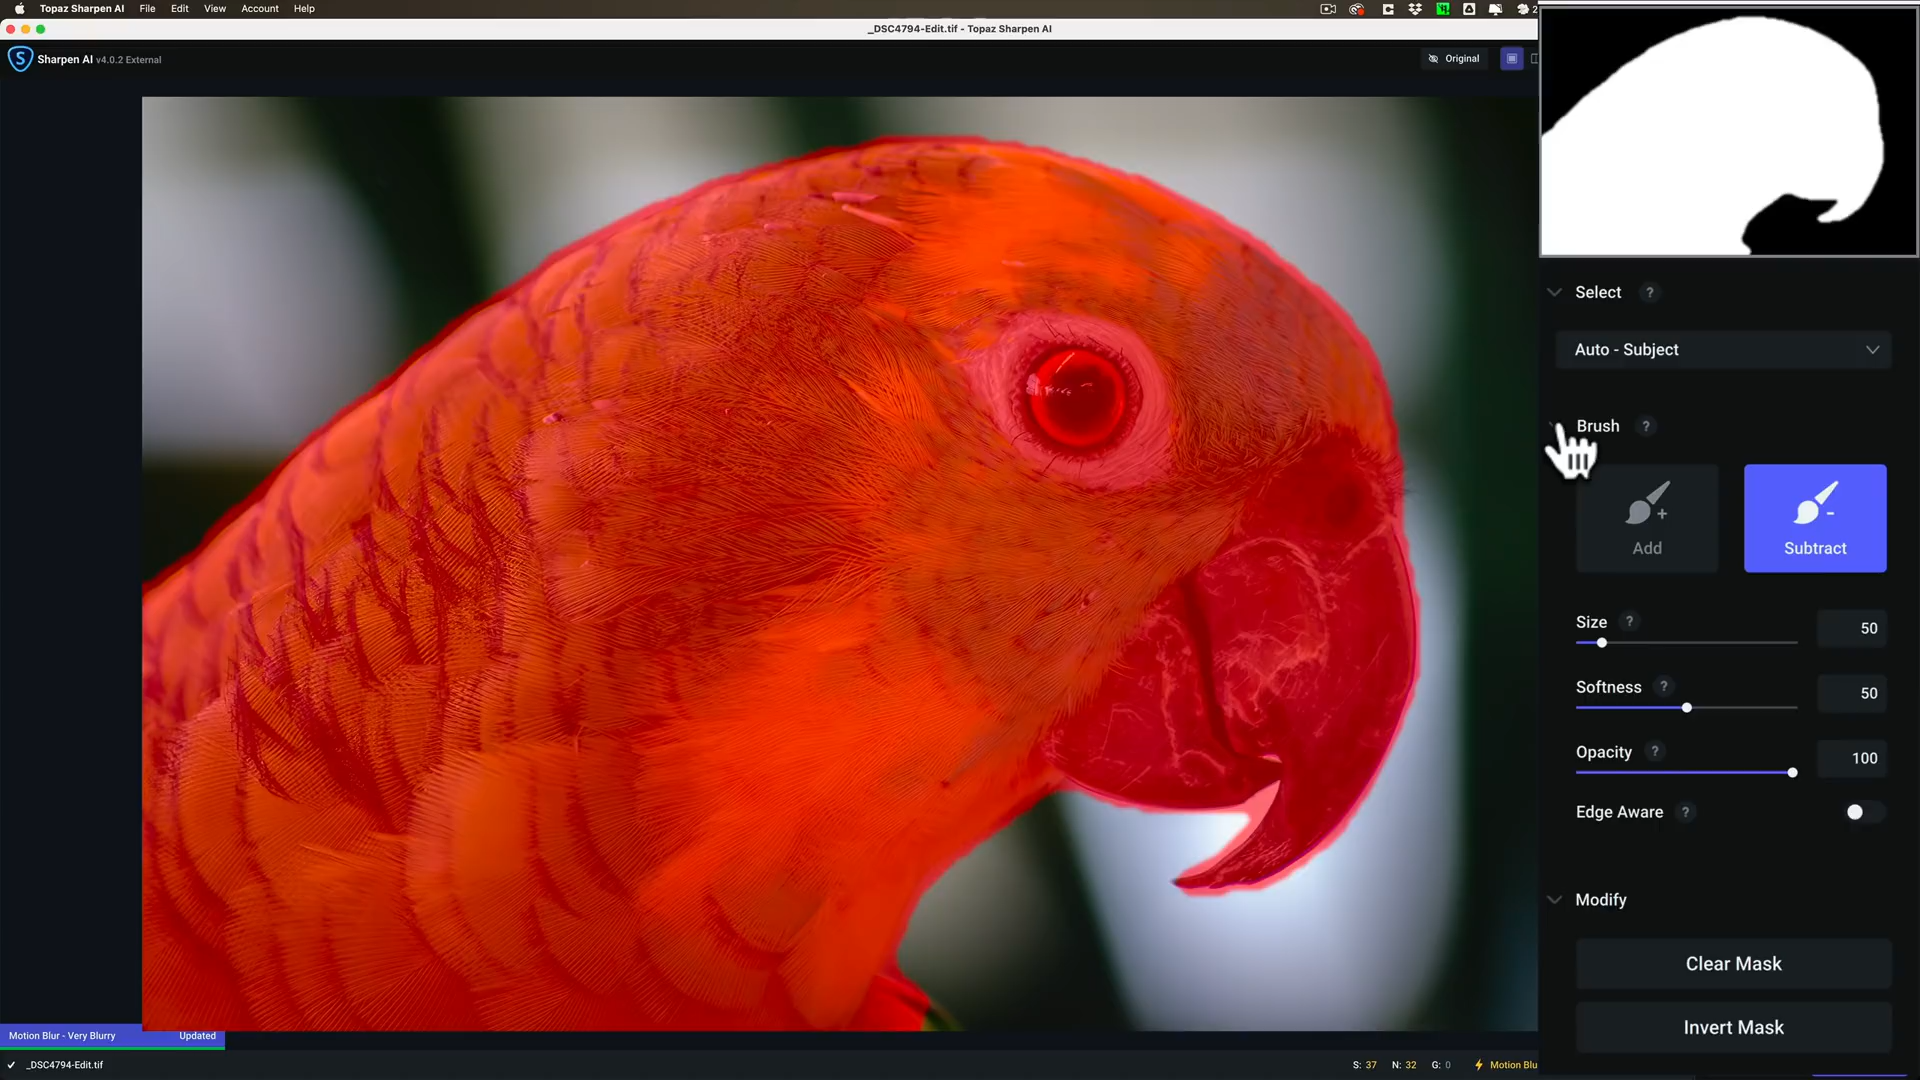 Topaz Sharpen AI File Edit View Account Help
_DSC4794-Edit.tif - Topaz Sharpen AI
Sharpen AI v4.0.2 External
Original
Select ?
Auto - Subject
Brush ?
Add
Subtract
Size ? 50
Softness ? 50
Opacity ? 100
Edge Aware ?
Modify
Clear Mask
Invert Mask
Motion Blur - Very Blurry Updated
_DSC4794-Edit.tif
S: 37 N: 32 G: 0 Motion Blu